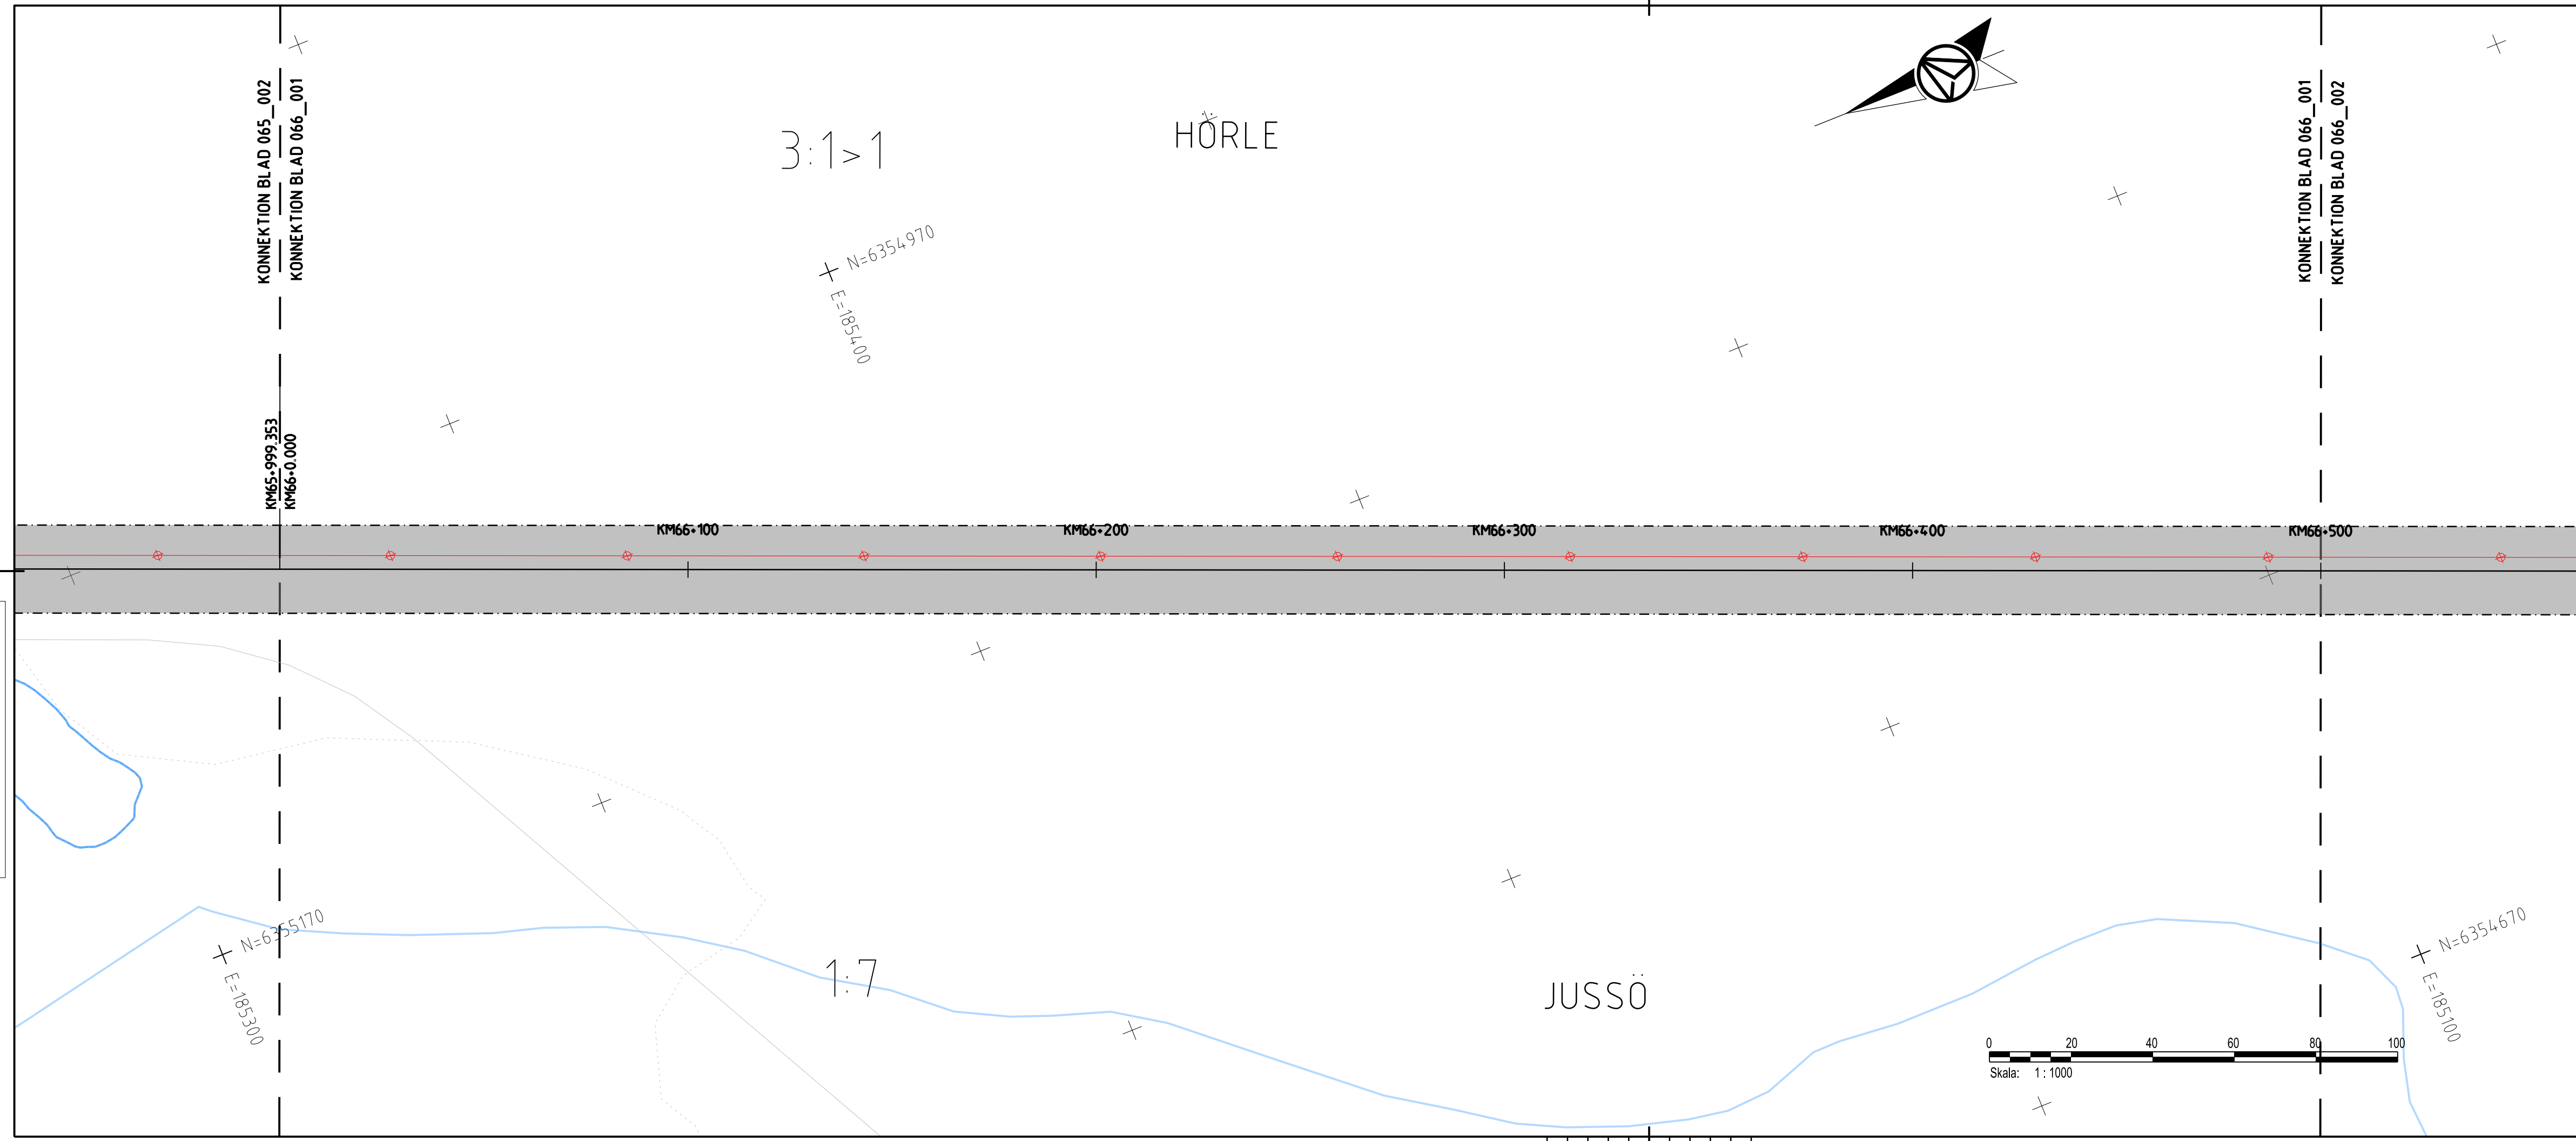 KONNEKTION BLAD 065_002
KONNEKTION BLAD 066_001
KONNEKTION BLAD 066_001
KONNEKTION BLAD 066_002
3:1>1
HÖRLE
N=6354970
E=185400
KM65+999.353
KM66+0.000
KM66+100
KM66+200
KM66+300
KM66+400
KM66+500
N=6355170
E=185300
1:7
JUSSÖ
N=6354670
E=185100
0 20 40 60 80 100
Skala: 1 : 1000